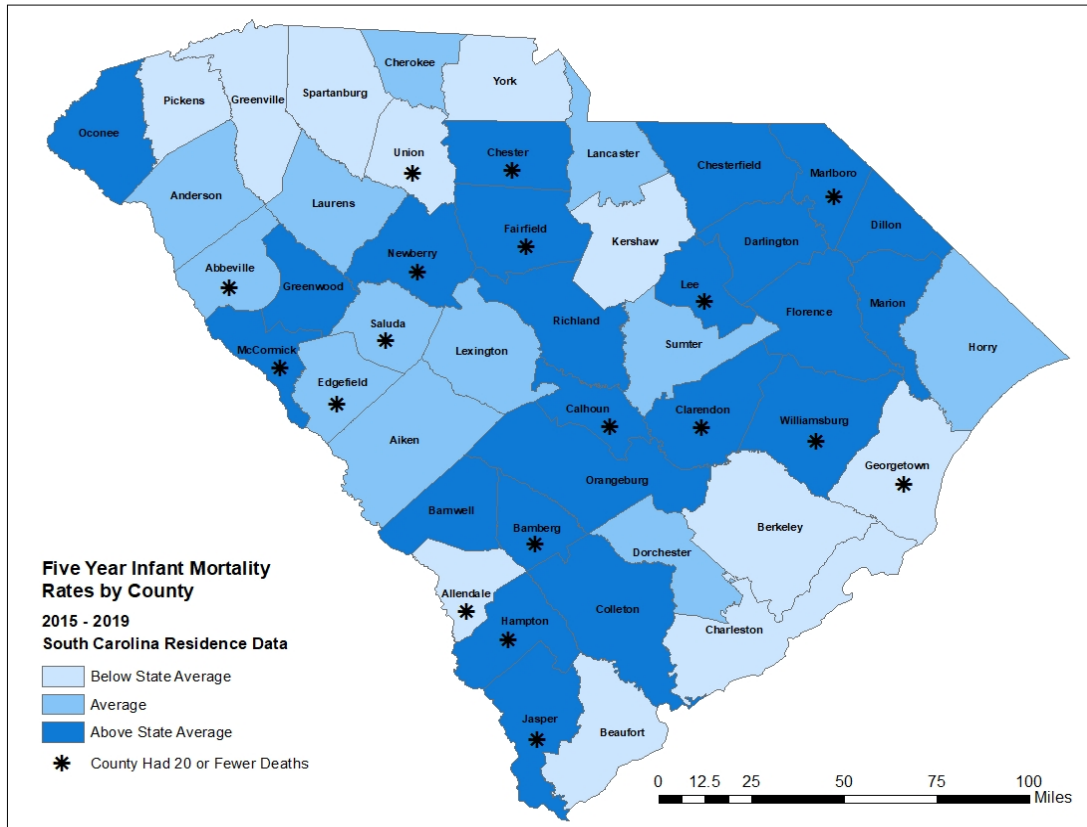 Cherokee
York
Pickens
Greenville
Spartanburg
Oconee
Union
Chester
Lancaster
Chesterfield
Marlboro
Anderson
Laurens
Fairfield
Kershaw
Darlington
Dillon
Newberry
Abbeville
Greenwood
Lee
Marion
Richland
Florence
Saluda
Sumter
Horry
McCormick
Lexington
Edgefield
Calhoun
Clarendon
Williamsburg
Aiken
Georgetown
Orangeburg
Barnwell
Bamberg
Berkeley
Dorchester
Allendale
Colleton
Hampton
Charleston
Jasper
Beaufort
Five Year Infant Mortality
Rates by County
2015 - 2019
South Carolina Residence Data
Below State Average
Average
Above State Average
County Had 20 or Fewer Deaths
0 12.5 25 50 75 100
Miles